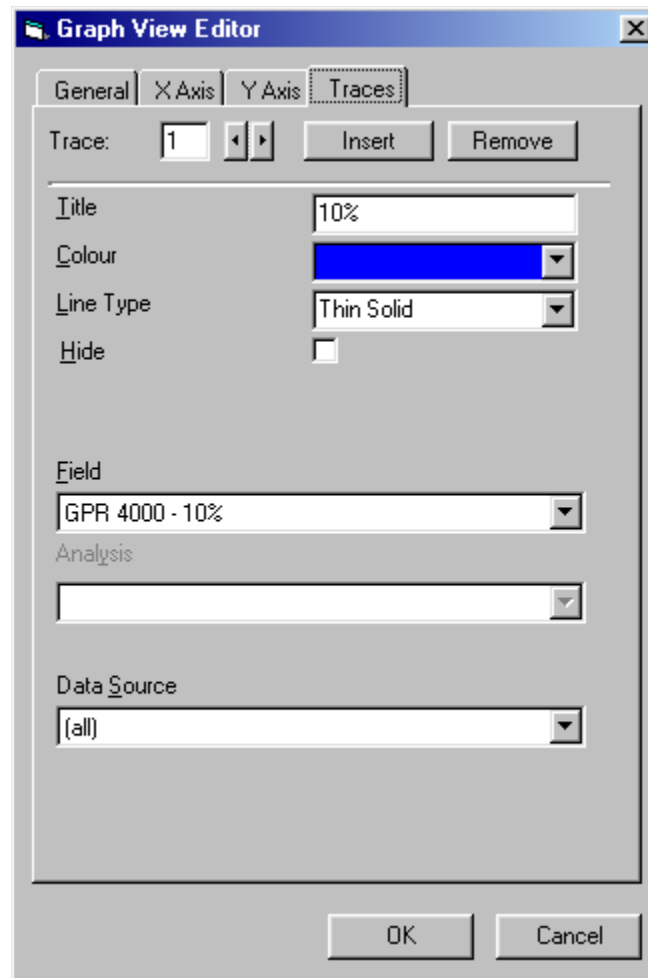 Graph View Editor
General X Axis Y Axis Traces
Trace: 1 Insert Remove
Title 10%
Colour
Line Type Thin Solid
Hide
Field
GPR 4000 - 10%
Analysis
Data Source
(all)
OK Cancel